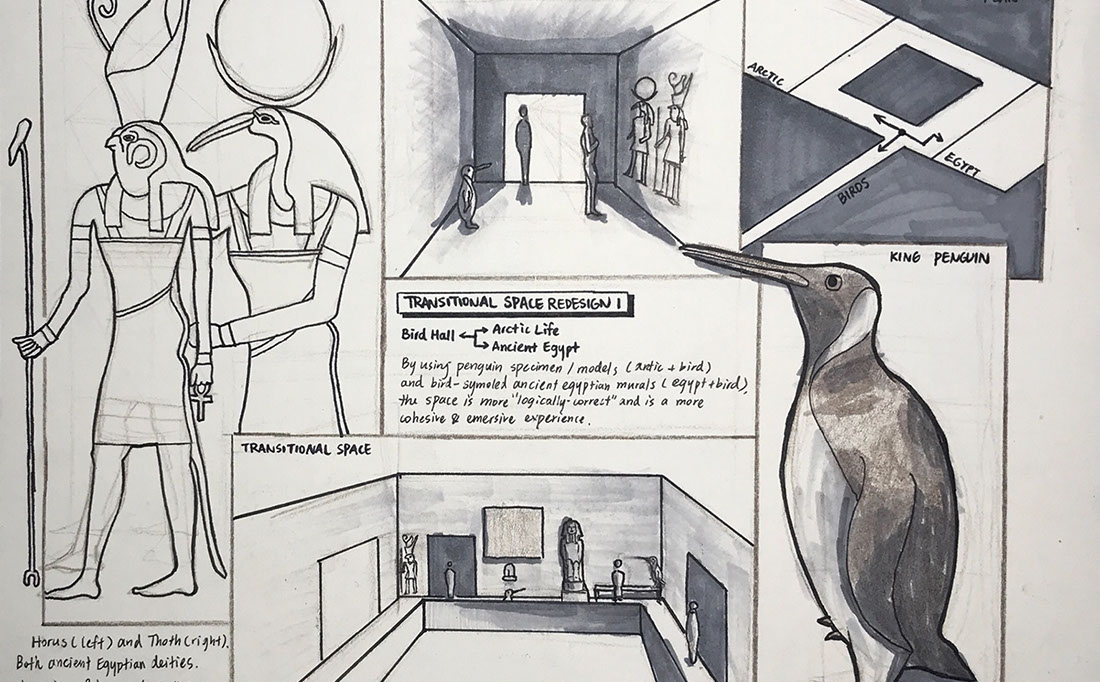 ARCTIC
EGYPT
BIRDS
KING PENGUIN
TRANSITIONAL SPACE REDESIGN 1
Bird Hall
Arctic Life
Ancient Egypt
By using penguin specimen / models (artic + bird)
and bird-symoled ancient egyptian murals (egypt+bird),
the space is more "logically-correct" and is a more
cohesive & emersive experience.
TRANSITIONAL SPACE
Horus (left) and Thoth (right).
Both ancient Egyptian deities.